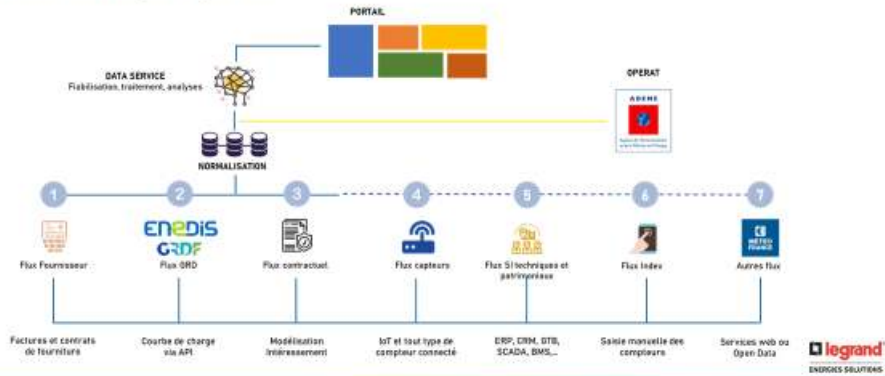 PORTAIL
DATA SERVICE
Fiabilisation, traitement, analyses
OPERAT
ADEME
NORMALISATION
1 2 3 4 5 6 7
ENEDIS
GRDF
METEO
FRANCE
Flux Fournisseur
Flux GRD
Flux contractuel
Flux capteurs
Flux SI techniques et
patrimoniaux
Flux Index
Autres flux
Factures et contrats
de fourniture
Courbe de charge
via API
Modélisation
Intéressement
IoT et tout type de
compteur connecté
ERP, CRM, GTB,
SCADA, BMS,...
Saisie manuelle des
compteurs
Services web ou
Open Data
legrand
ENERGIES SOLUTIONS